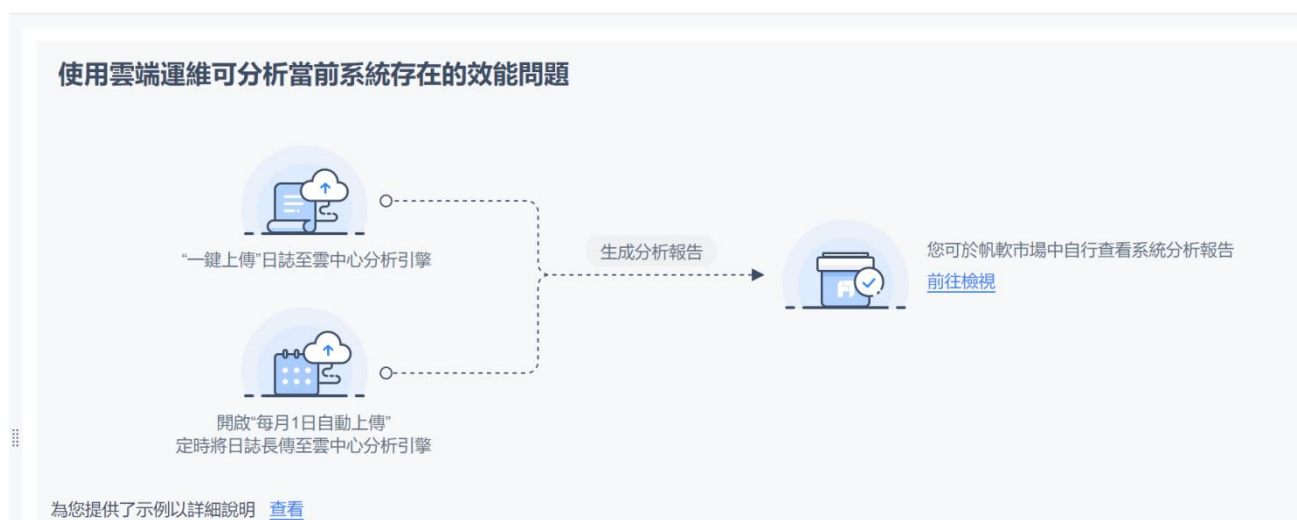 使用雲端運維可分析當前系統存在的效能問題
“一鍵上傳”日誌至雲中心分析引擎
生成分析報告
您可於帆軟市場中自行查看系統分析報告
前往檢視
開啟“每月1日自動上傳”
定時將日誌長傳至雲中心分析引擎
為您提供了示例以詳細說明 查看